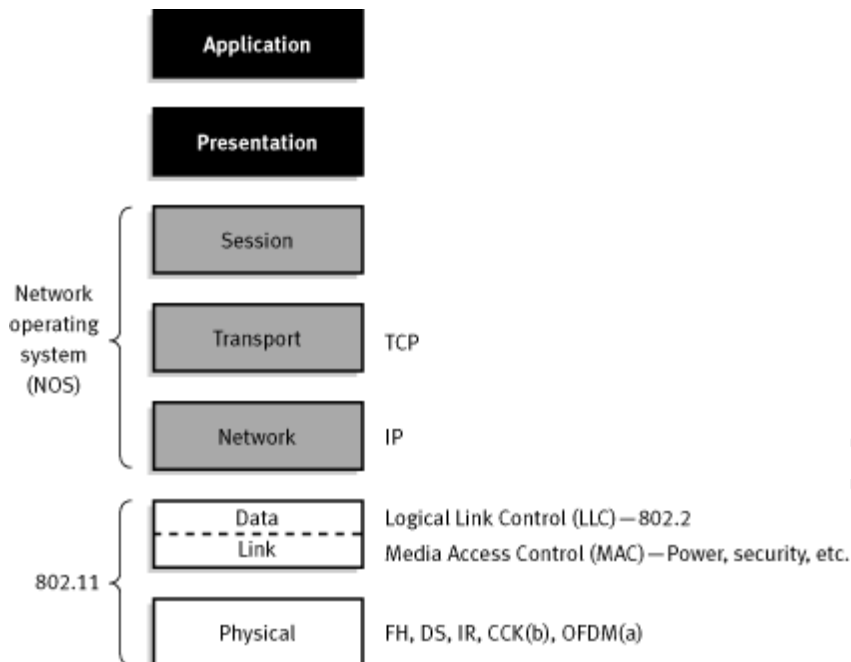 Application
Presentation
Session
Network
operating
system
(NOS)
Transport
TCP
Network
IP
Data
Logical Link Control (LLC)—802.2
Link
Media Access Control (MAC)—Power, security, etc.
802.11
Physical
FH, DS, IR, CCK(b), OFDM(a)